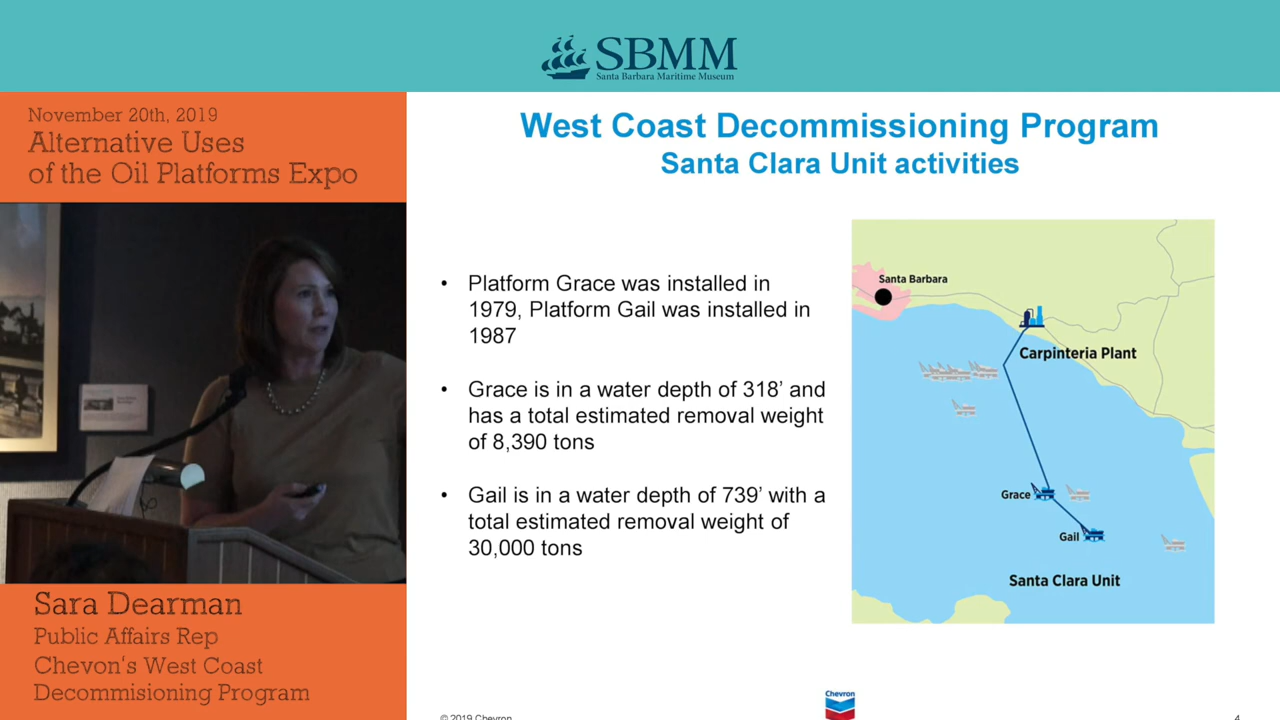 SBMM
Santa Barbara Maritime Museum
November 20th, 2019
Alternative Uses
of the Oil Platforms Expo
Sara Dearman
Public Affairs Rep
Chevon's West Coast
Decommisioning Program
West Coast Decommissioning Program
Santa Clara Unit activities
• Platform Grace was installed in
1979, Platform Gail was installed in
1987
• Grace is in a water depth of 318' and
has a total estimated removal weight
of 8,390 tons
• Gail is in a water depth of 739' with a
total estimated removal weight of
30,000 tons
Santa Barbara
Carpinteria Plant
Grace
Gail
Santa Clara Unit
Chevron
© 2019 Chevron
4